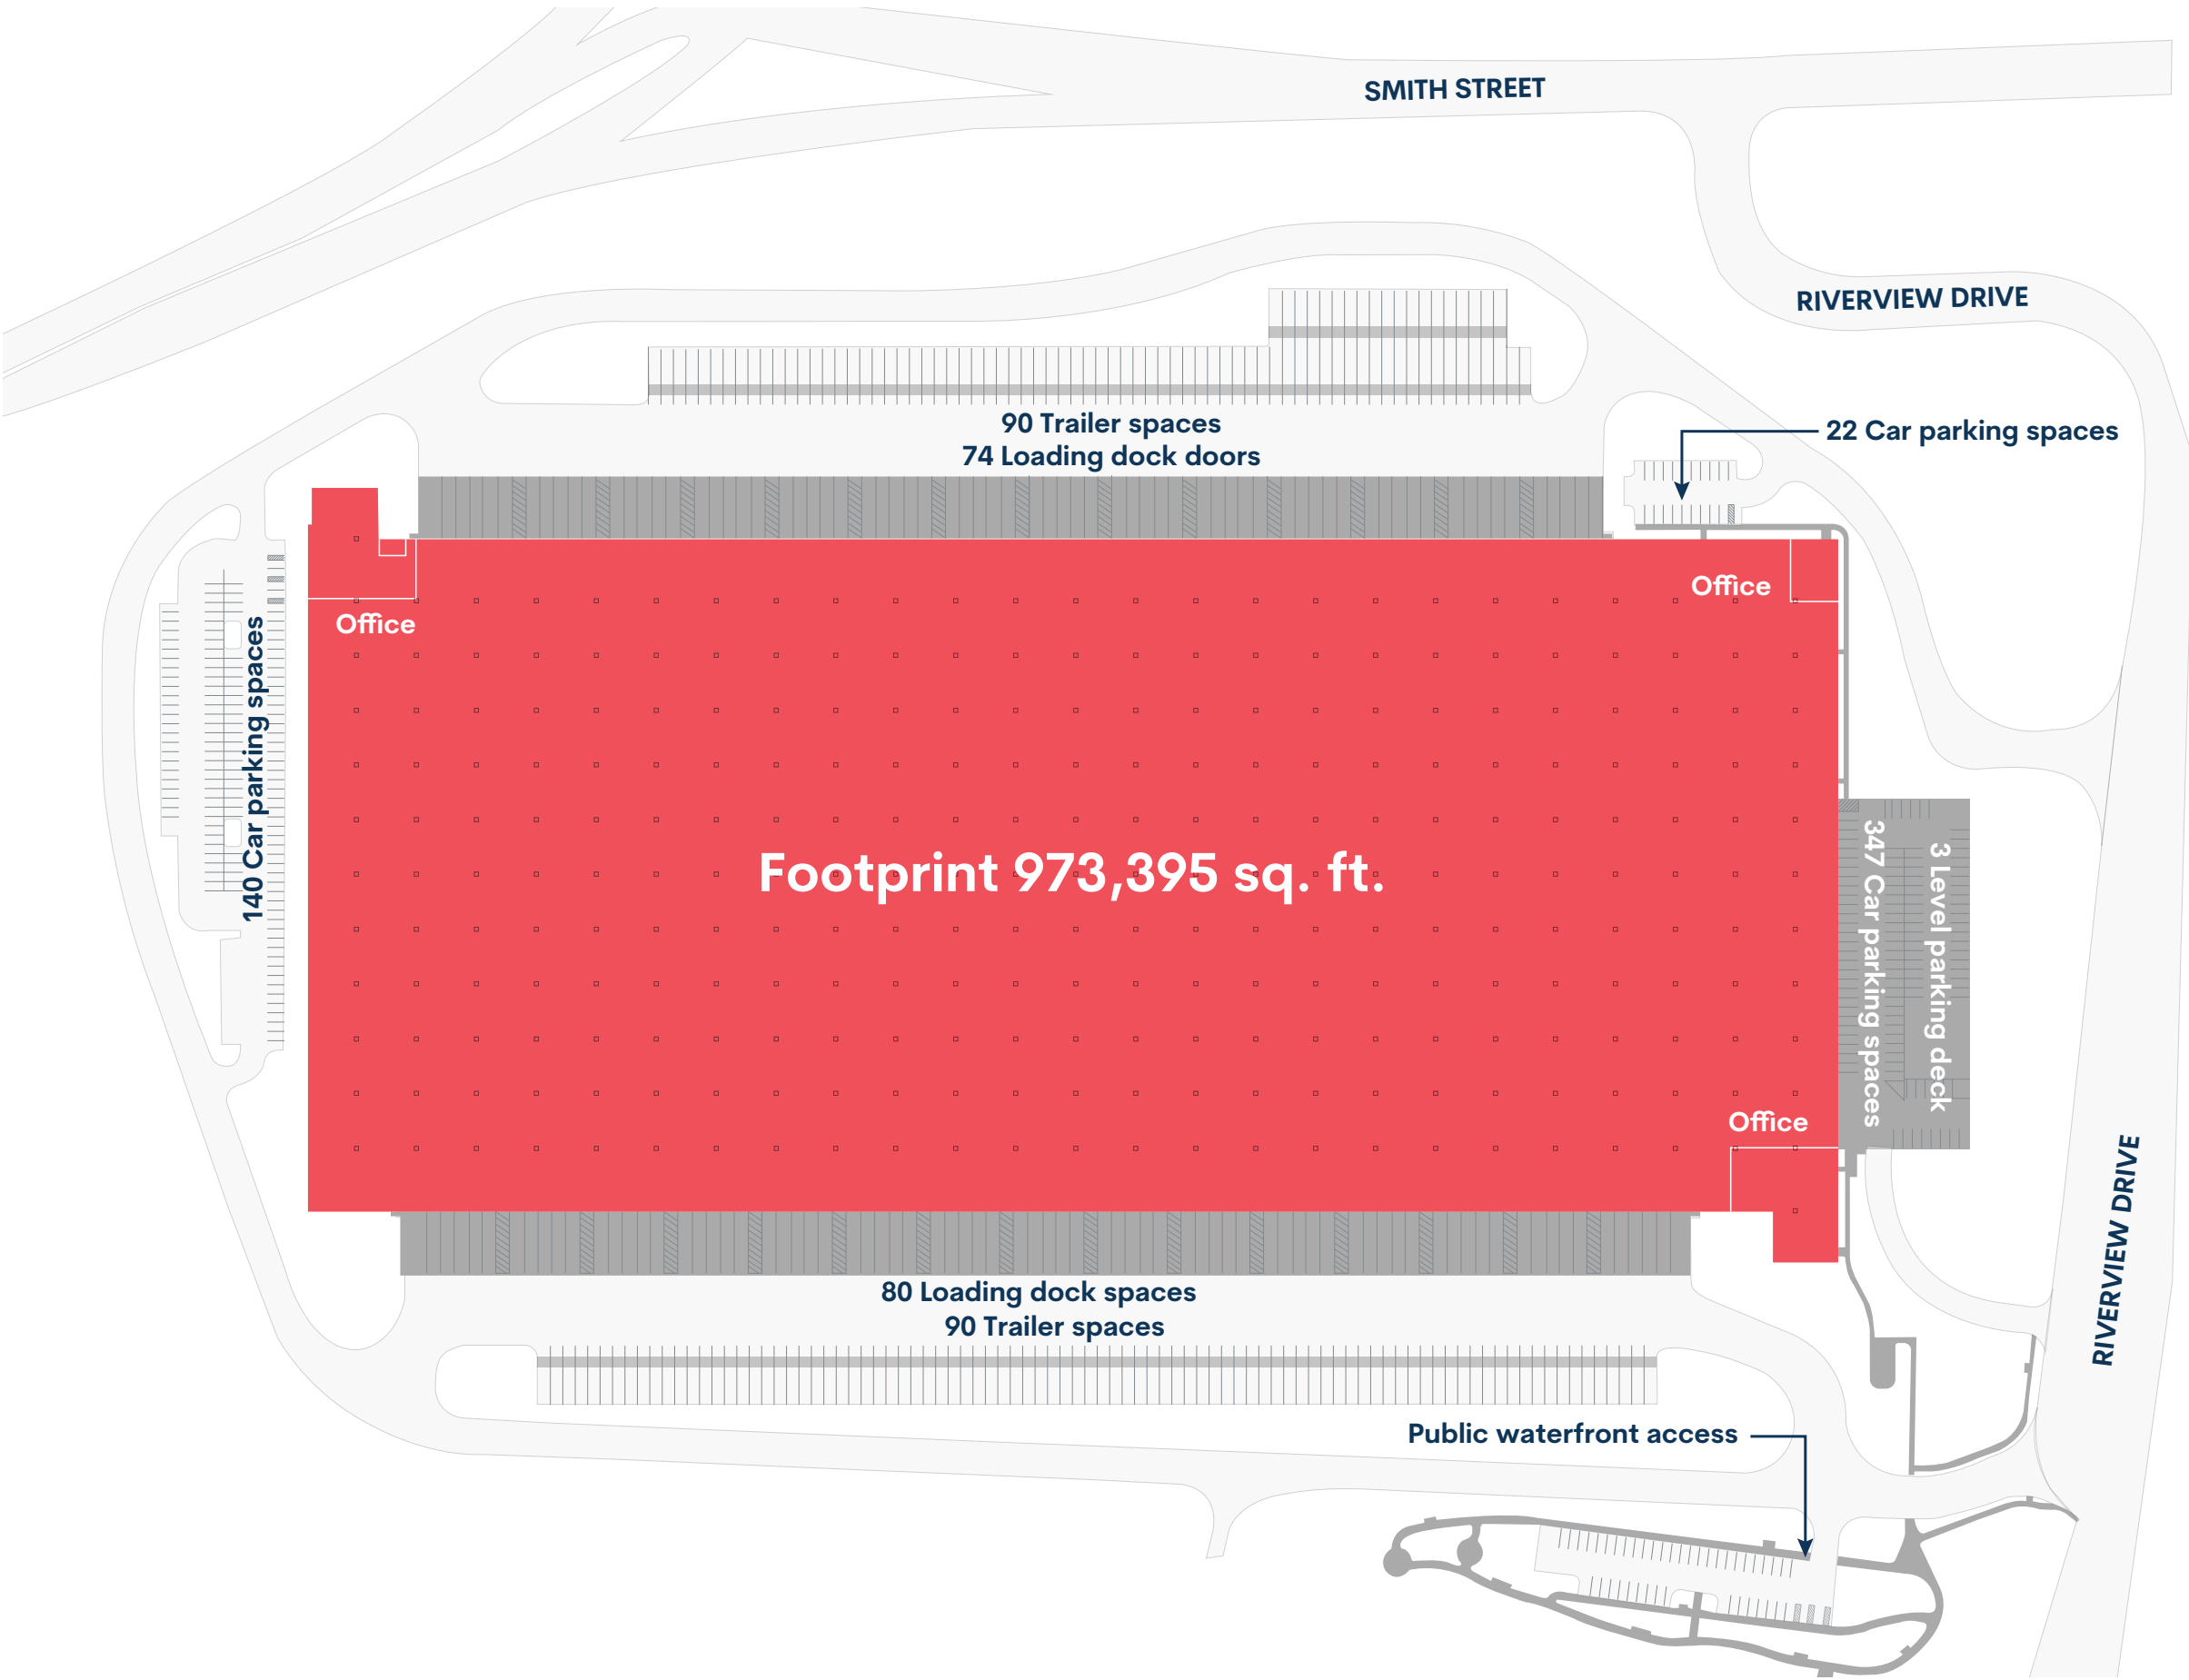 SMITH STREET
RIVERVIEW DRIVE
90 Trailer spaces
74 Loading dock doors
22 Car parking spaces
Office
Office
140 Car parking spaces
Footprint 973,395 sq. ft.
347 Car parking spaces
3 Level parking deck
Office
RIVERVIEW DRIVE
80 Loading dock spaces
90 Trailer spaces
Public waterfront access